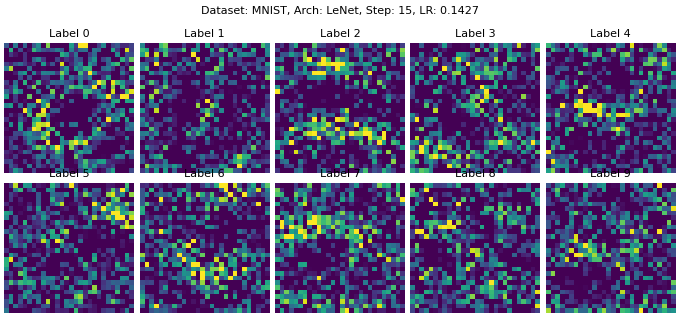 Dataset: MNIST, Arch: LeNet, Step: 15, LR: 0.1427
Label 0 Label 1 Label 2 Label 3 Label 4
Label 5 Label 6 Label 7 Label 8 Label 9